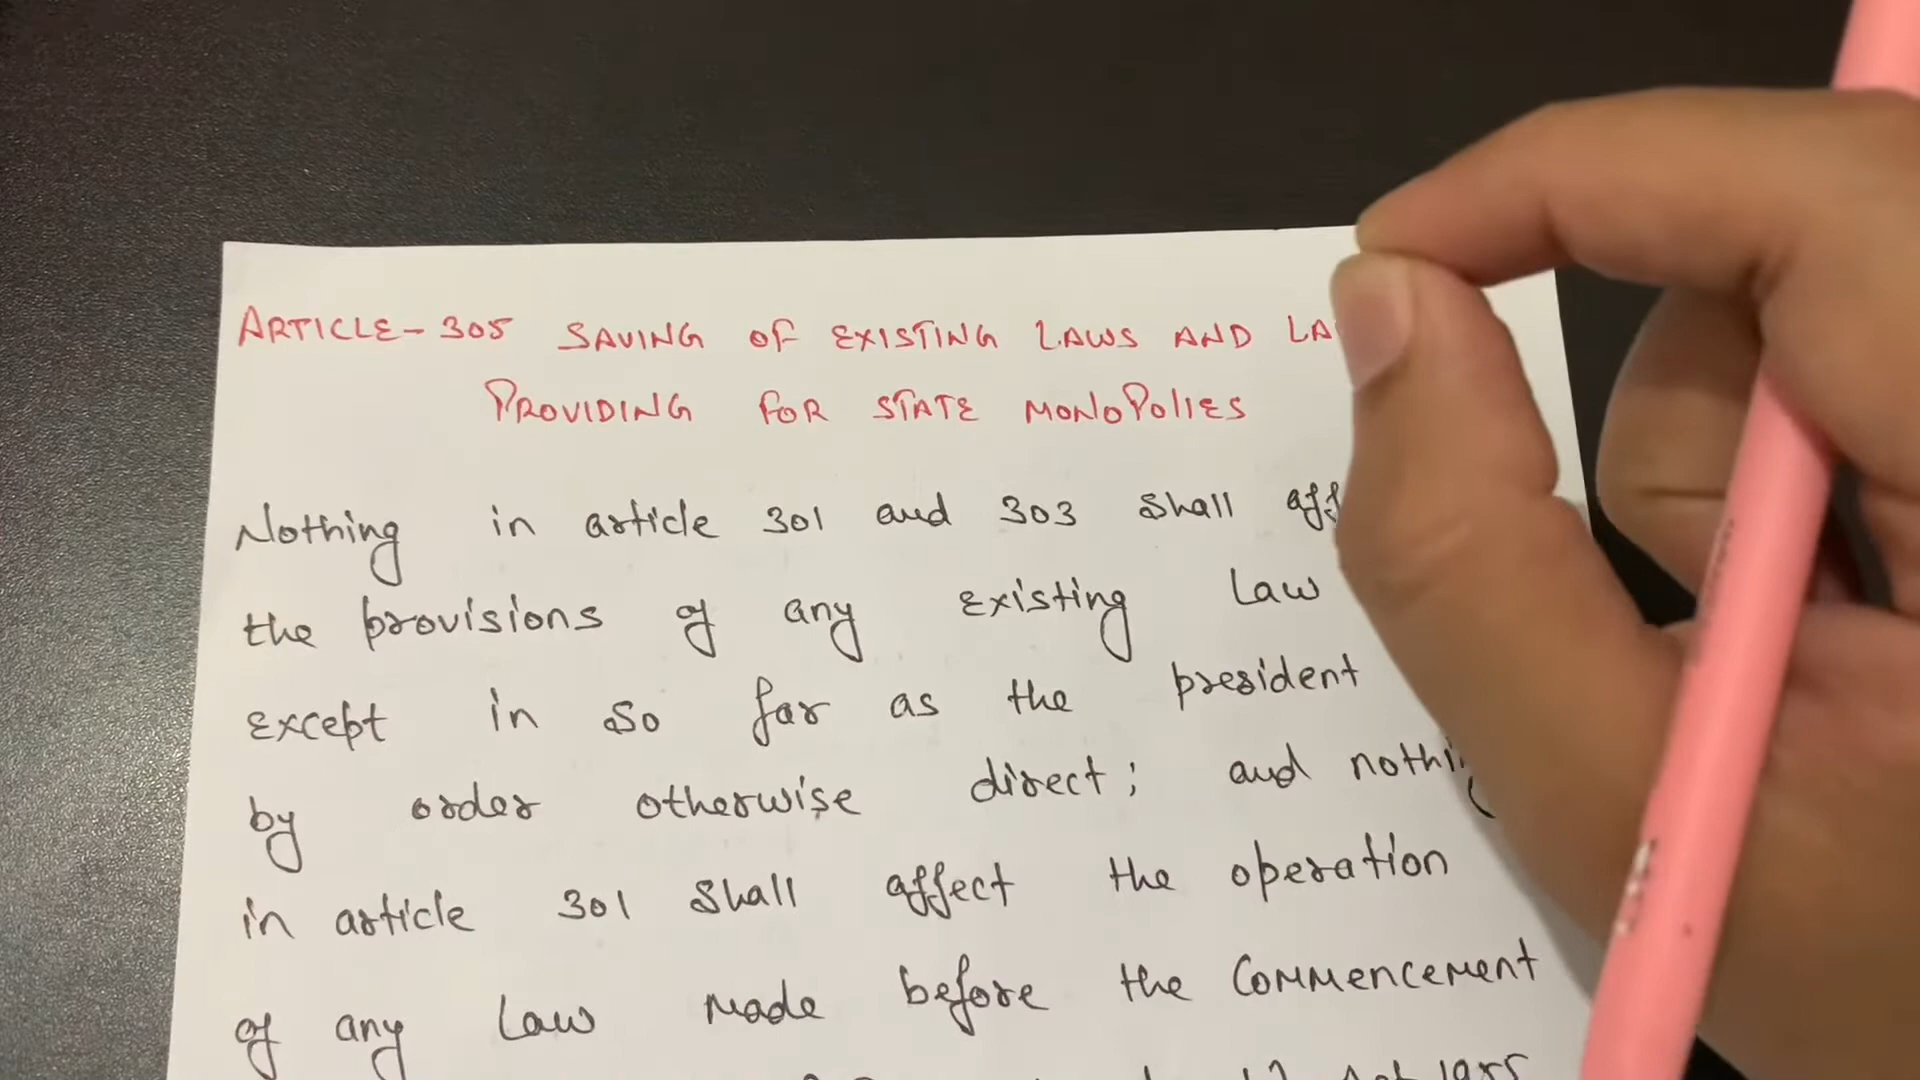 ARTICLE-305 SAVING OF EXISTING LAWS AND
PROVIDING FOR STATE MONOPOLIES
Nothing in article 301 and 303 shall
the provisions of any existing law
except in so far as the president
by order otherwise direct; and
in article 301 shall affect the operation
of any law made before the commencement